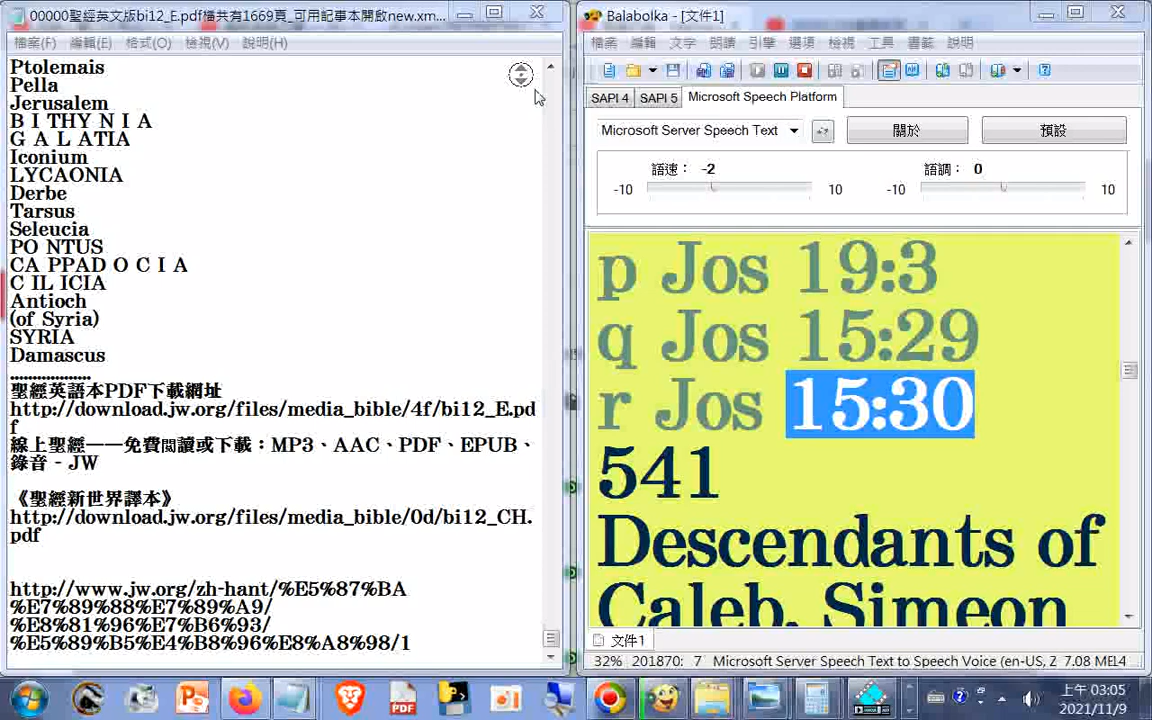 00000聖經英文版bi12_E.pdf檔共有1669頁_可用記事本開啟new.xm...
檔案(F) 編輯(E) 格式(O) 檢視(V) 說明(H)
Ptolemais
Pella
Jerusalem
B I THY N I A
G A L ATIA
Iconium
LYCAONIA
Derbe
Tarsus
Seleucia
PO NTUS
CA PPAD O C I A
C IL ICIA
Antioch
(of Syria)
SYRIA
Damascus
..................
聖經英語本PDF下載網址
http://download.jw.org/files/media_bible/4f/bi12_E.pd
f
線上聖經——免費閱讀或下載：MP3、AAC、PDF、EPUB、
錄音 - JW
《聖經新世界譯本》
http://download.jw.org/files/media_bible/0d/bi12_CH.
pdf
http://www.jw.org/zh-hant/%E5%87%BA
%E7%89%88%E7%89%A9/
%E8%81%96%E7%B6%93/
%E5%89%B5%E4%B8%96%E8%A8%98/1
Balabolka - [文件1]
檔案 編輯 文字 朗讀 引擎 選項 檢視 工具 書籤 說明
SAPI 4 SAPI 5 Microsoft Speech Platform
Microsoft Server Speech Text 關於 預設
語速： -2 語調： 0
-10 10 -10 10
p Jos 19:3
q Jos 15:29
r Jos 15:30
541
Descendants of
Caleb, Simeon
文件1
32% 201870: 7 Microsoft Server Speech Text to Speech Voice (en-US, Z 7.08 MEL4
上午 03:05
2021/11/9